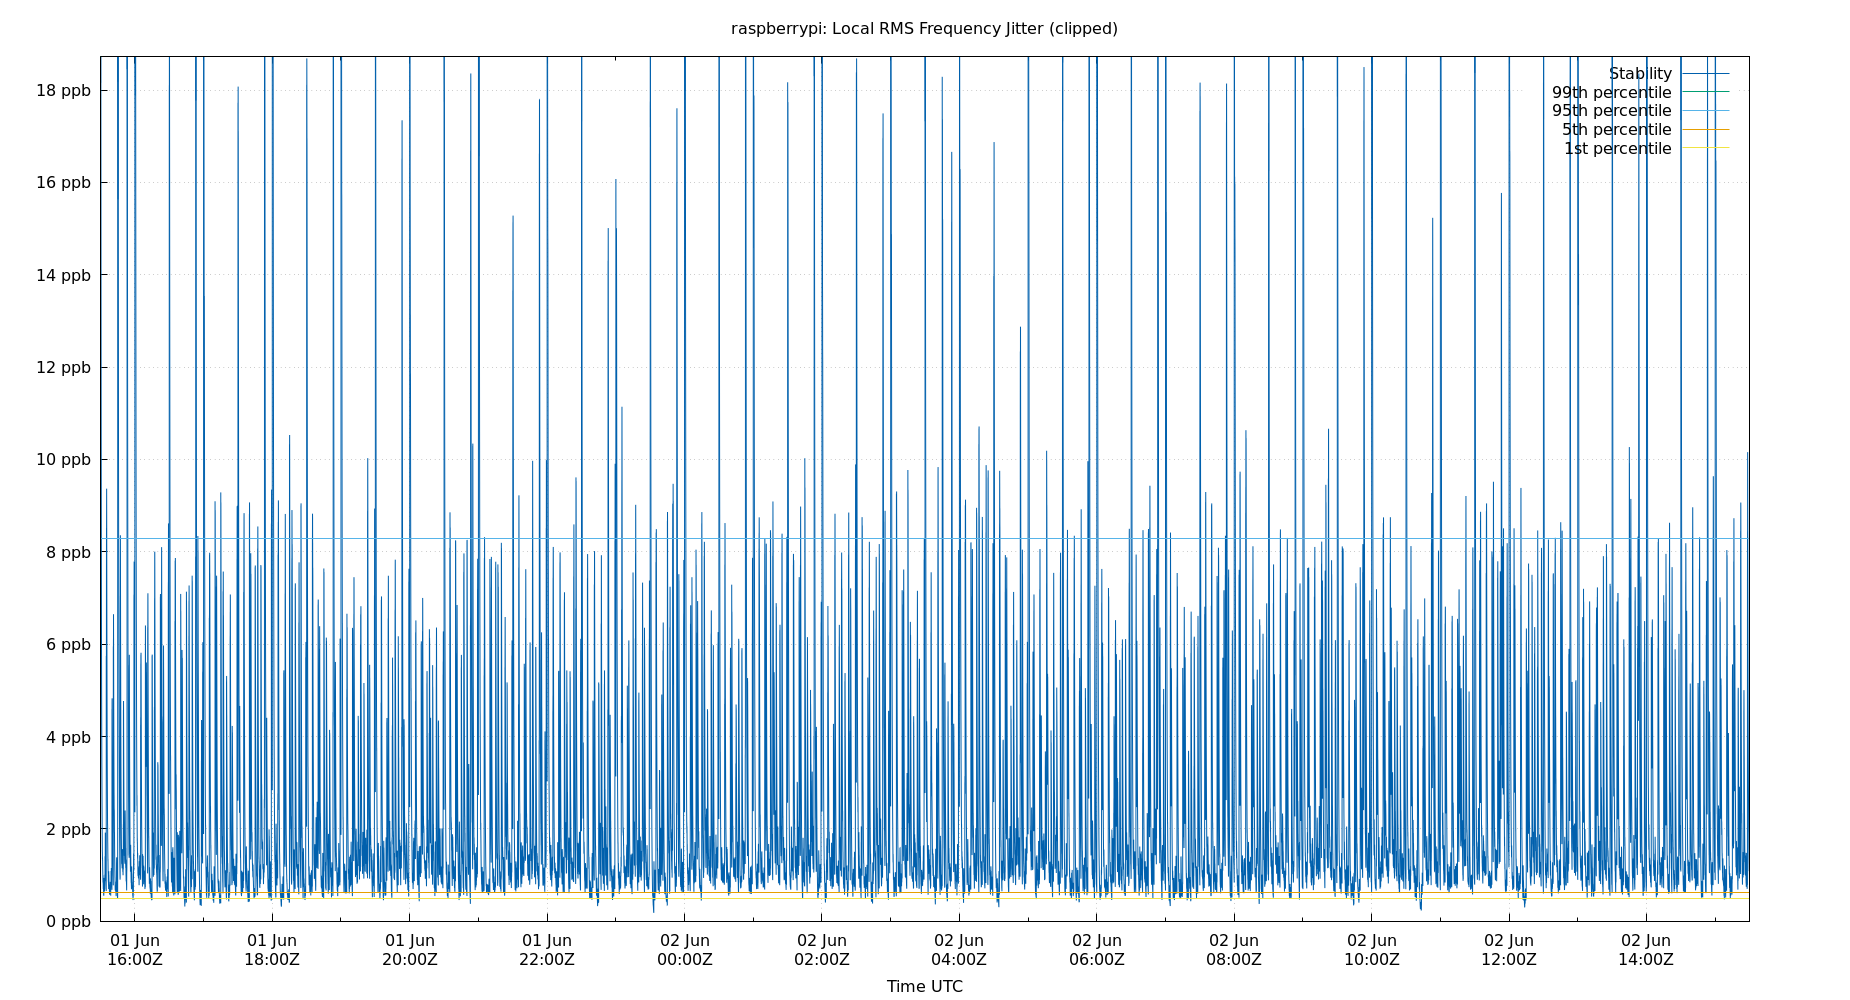 raspberrypi: Local RMS Frequency Jitter (clipped)
18 ppb
16 ppb
14 ppb
12 ppb
10 ppb
8 ppb
6 ppb
4 ppb
2 ppb
0 ppb
Stability
99th percentile
95th percentile
5th percentile
1st percentile
01 Jun 01 Jun 01 Jun 01 Jun 02 Jun 02 Jun 02 Jun 02 Jun 02 Jun 02 Jun 02 Jun 02 Jun
16:00Z 18:00Z 20:00Z 22:00Z 00:00Z 02:00Z 04:00Z 06:00Z 08:00Z 10:00Z 12:00Z 14:00Z
Time UTC